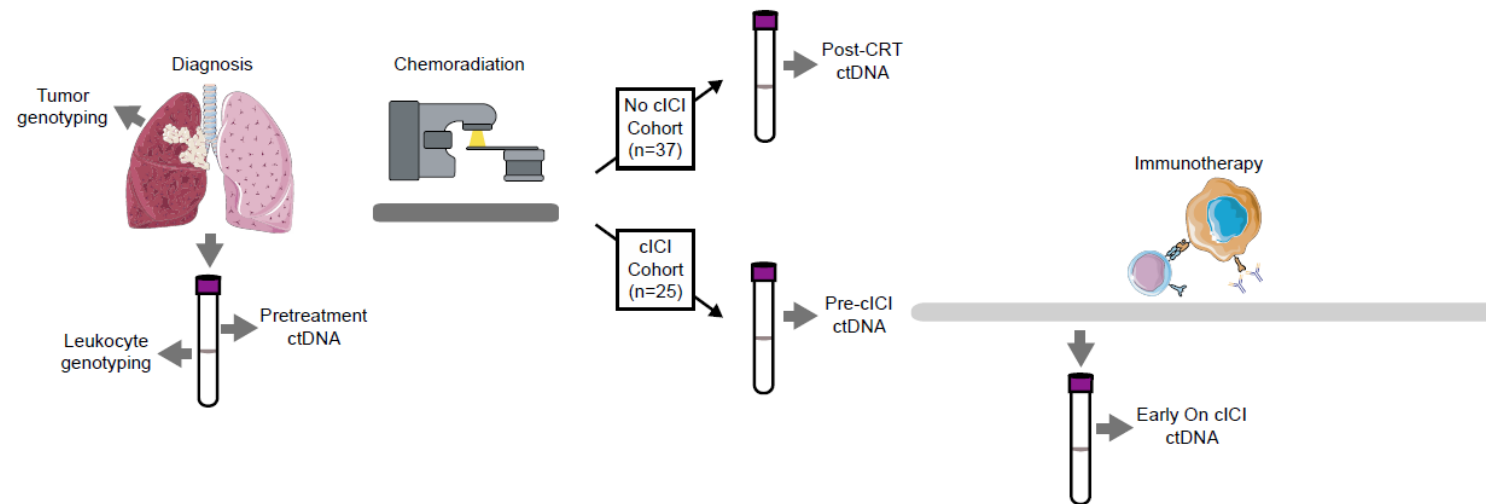 Diagnosis
Tumor
genotyping
Leukocyte
genotyping
Pretreatment
ctDNA
Chemoradiation
No cICI
Cohort
(n=37)
cICI
Cohort
(n=25)
Post-CRT
ctDNA
Pre-cICI
ctDNA
Immunotherapy
Early On cICI
ctDNA